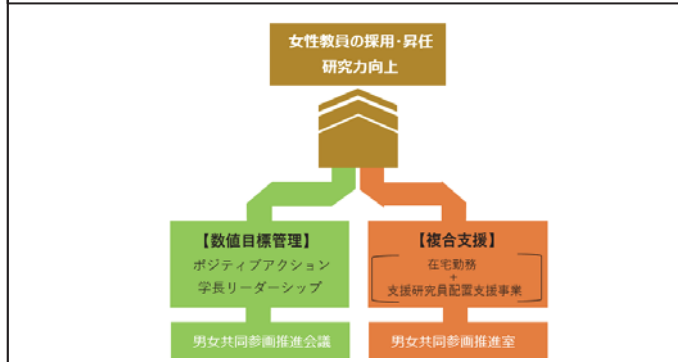 女性教員の採用・昇任
研究力向上
【数値目標管理】
ポジティブアクション
学長リーダーシップ
【複合支援】
在宅勤務
+
支援研究員配置支援事業
男女共同参画推進会議
男女共同参画推進室